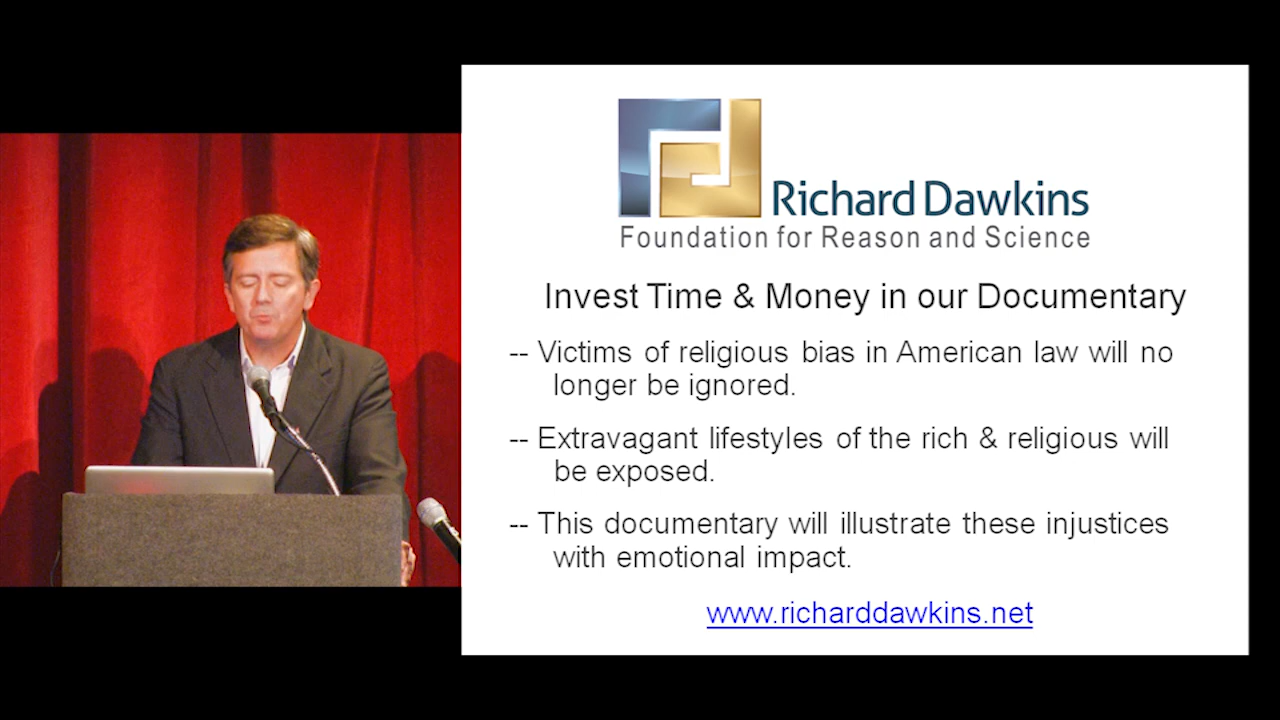 Richard Dawkins
Foundation for Reason and Science
Invest Time & Money in our Documentary
-- Victims of religious bias in American law will no
longer be ignored.
-- Extravagant lifestyles of the rich & religious will
be exposed.
-- This documentary will illustrate these injustices
with emotional impact.
www.richarddawkins.net